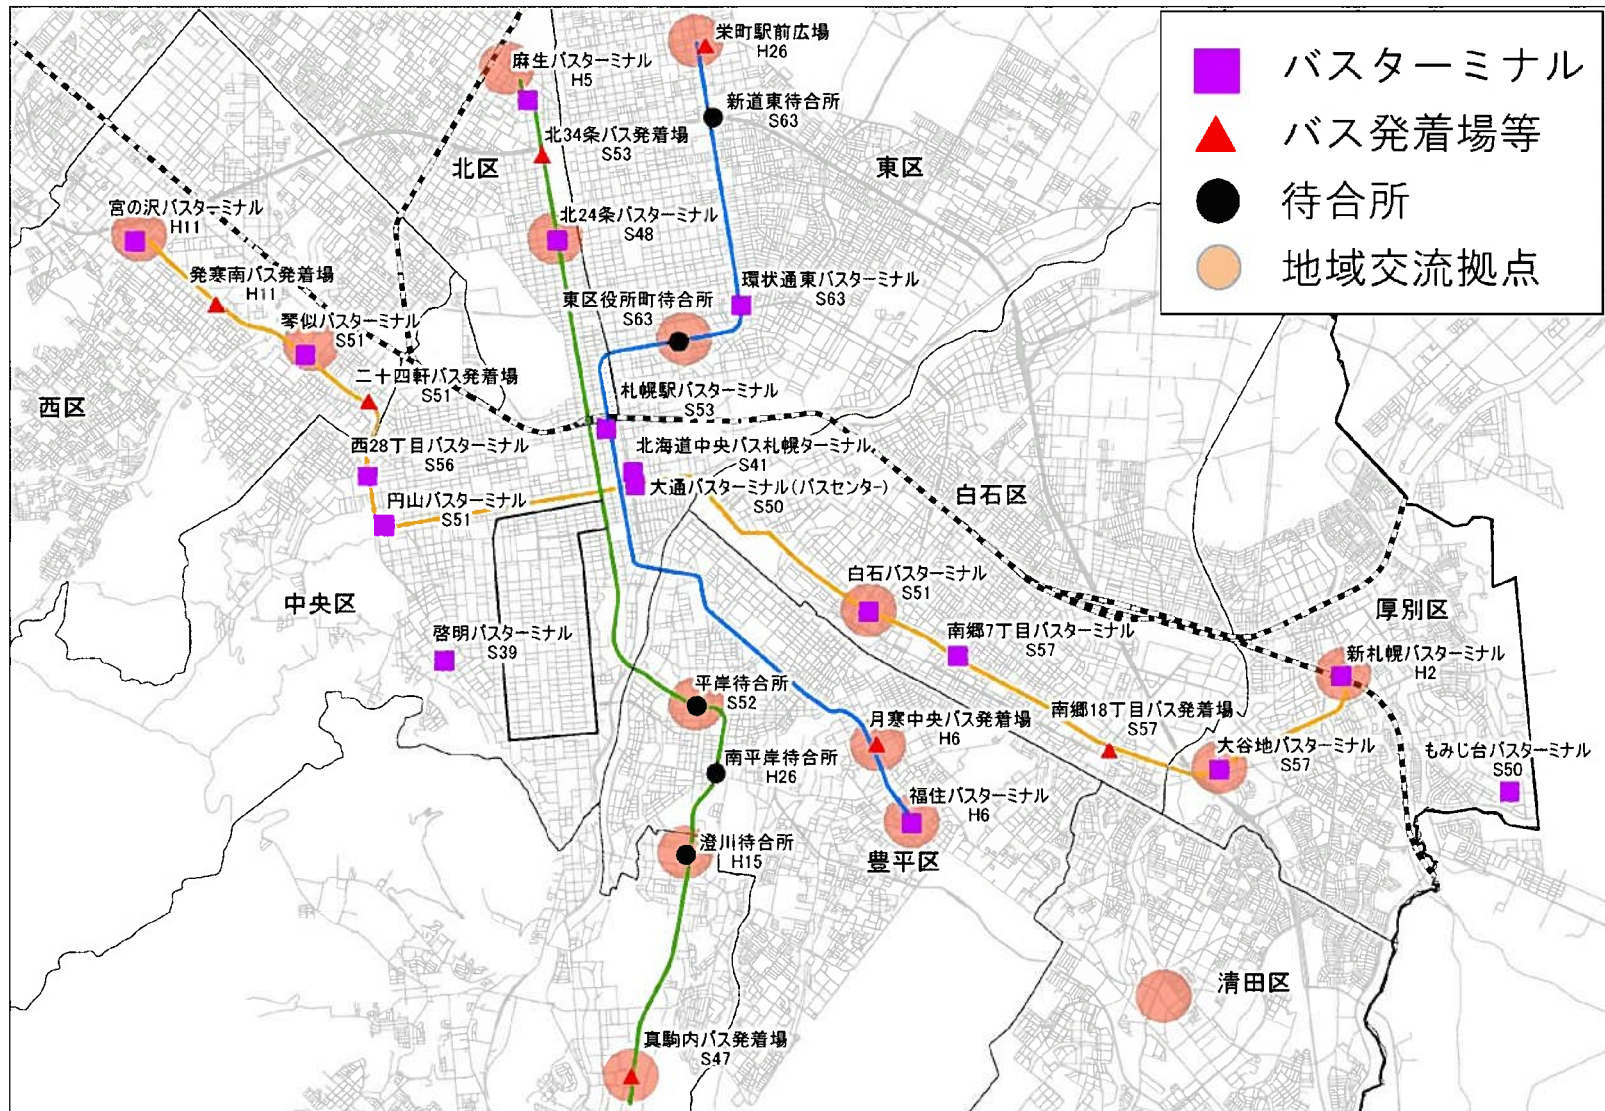 バスターミナル
バス発着場等
待合所
地域交流拠点
栄町駅前広場
H26
麻生バスターミナル
H5
新道東待合所
S63
北34条バス発着場
S53
北区
東区
宮の沢バスターミナル
H11
北24条バスターミナル
S48
発寒南バス発着場
H11
環状通東バスターミナル
S63
東区役所町待合所
S63
琴似バスターミナル
S51
二十四軒バス発着場
S51
札幌駅バスターミナル
S53
西区
西28丁目バスターミナル
S56
北海道中央バス札幌ターミナル
S41
大通バスターミナル(バスセンター)
S50
円山バスターミナル
S51
白石区
白石バスターミナル
S51
中央区
厚別区
啓明バスターミナル
S39
南郷7丁目バスターミナル
S57
新札幌バスターミナル
H2
平岸待合所
S52
南郷18丁目バス発着場
S57
月寒中央バス発着場
H6
大谷地バスターミナル
S57
もみじ台バスターミナル
S50
南平岸待合所
H26
福住バスターミナル
H6
澄川待合所
H15
豊平区
清田区
真駒内バス発着場
S47